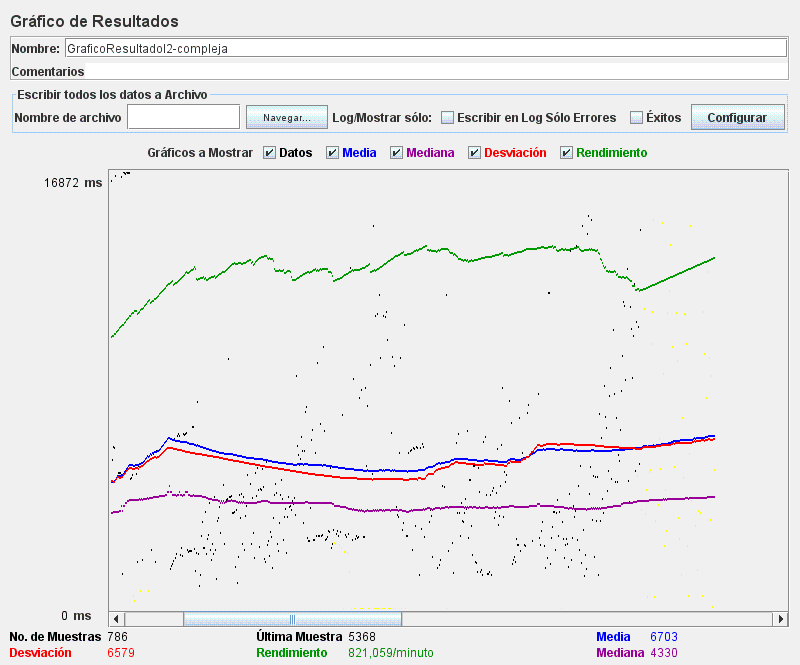 Gráfico de Resultados
Nombre: GraficoResultadoI2-compleja
Comentarios
Escribir todos los datos a Archivo
Nombre de archivo Navegar... Log/Mostrar sólo: Escribir en Log Sólo Errores Éxitos Configurar
Gráficos a Mostrar Datos Media Mediana Desviación Rendimiento
16872 ms
0 ms
No. de Muestras 786 Última Muestra 5368 Media 6703
Desviación 6579 Rendimiento 821,059/minuto Mediana 4330